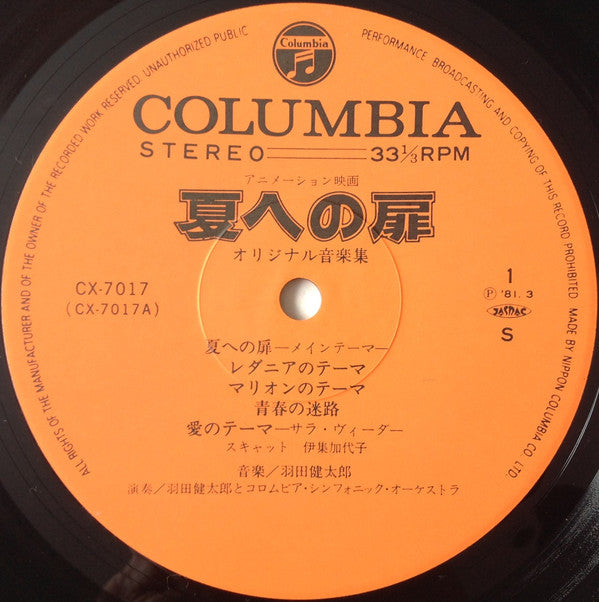 ALL RIGHTS OF THE MANUFACTURER AND OF THE OWNER OF THE RECORDED WORK RESERVED. UNAUTHORIZED PUBLIC PERFORMANCE BROADCASTING AND COPYING OF THIS RECORD PROHIBITED MADE BY NIPPON COLUMBIA CO. LTD
Columbia
COLUMBIA
STEREO 33⅓RPM
アニメーション映画
夏への扉
オリジナル音楽集
CX-7017
(CX-7017A)
1
Ⓟ '81.3
JASRAC
S
夏への扉―メインテーマ―
レダニアのテーマ
マリオンのテーマ
青春の迷路
愛のテーマ―サラ・ヴィーダ―
スキャット 伊集加代子
音楽/羽田健太郎
演奏/羽田健太郎とコロムビア・シンフォニック・オーケストラ